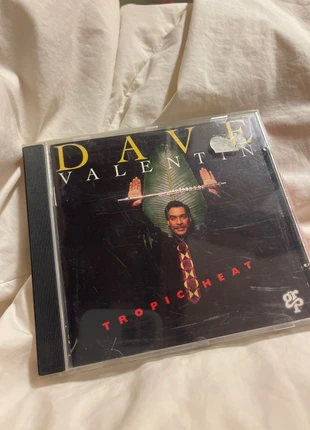 DAVE
VALENTIN
TROPIC HEAT
grp